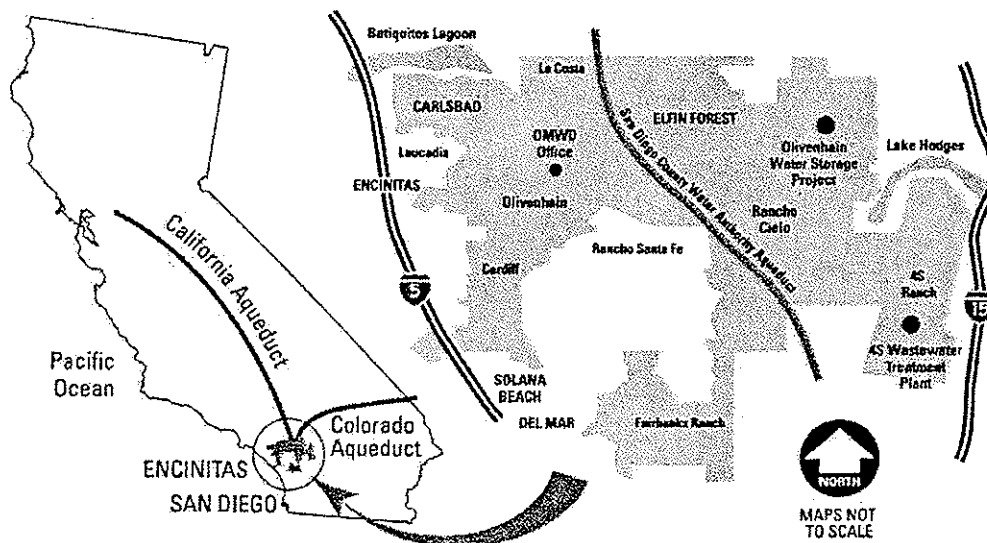 California Aqueduct
Pacific
Ocean
Colorado
Aqueduct
ENCINITAS
SAN DIEGO
Batiquitos Lagoon
La Costa
CARLSBAD
ELFIN FOREST
OMWD
Office
Leucadia
Olivenhain
Water Storage
Project
Lake Hodges
ENCINITAS
Olivenhain
San Diego County Water Authority Aqueduct
Rancho
Cielo
Rancho Santa Fe
Cardiff
4S
Ranch
5
15
4S Wastewater
Treatment
Plant
SOLANA
BEACH
DEL MAR
Fairbanks Ranch
NORTH
MAPS NOT
TO SCALE